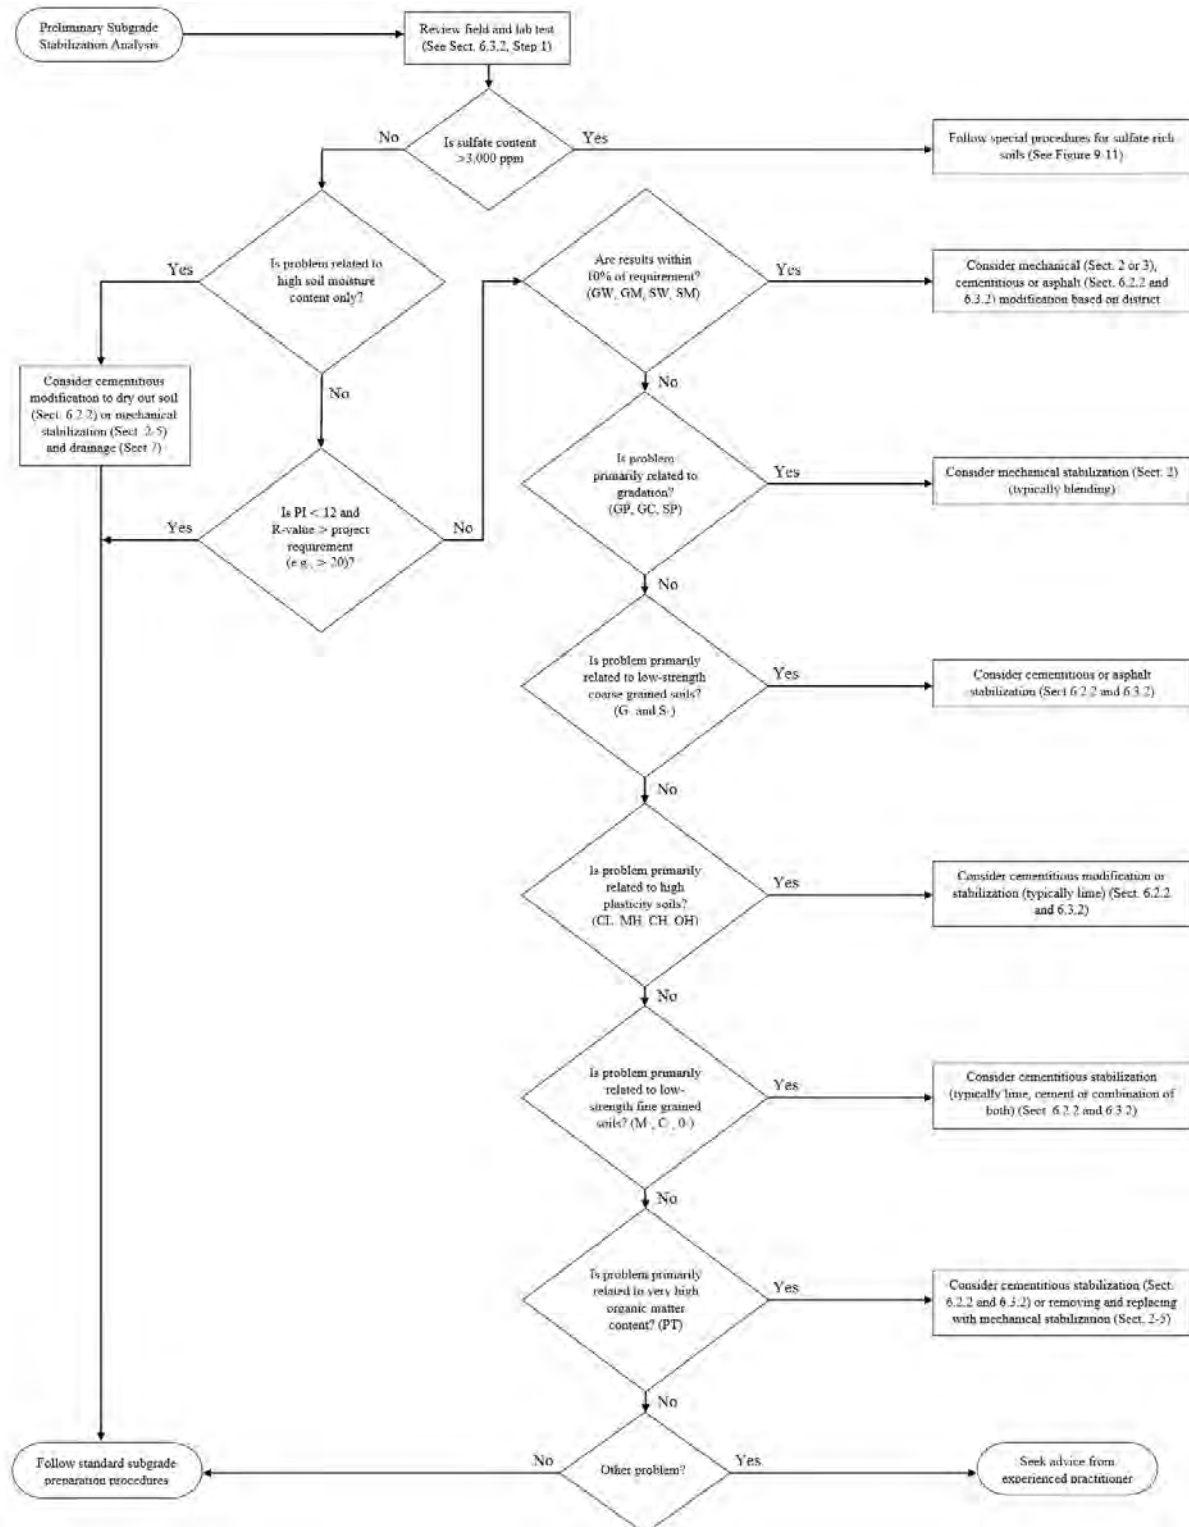 Preliminary Subgrade
Stabilization Analysis
Review field and lab test
(See Sect. 6.3.2, Step 1)
Is sulfate content
>3,000 ppm
No
Yes
Follow special procedures for sulfate rich
soils (See Figure 9-11)
Is problem related to
high soil moisture
content only?
Yes
No
Consider cementitious
modification to dry out soil
(Sect. 6.2.2) or mechanical
stabilization (Sect. 2-5)
and drainage (Sect 7)
Is PI < 12 and
R-value > project
requirement
(e.g., > 20)?
Yes
No
Are results within
10% of requirement?
(GW, GM, SW, SM)
Yes
Consider mechanical (Sect. 2 or 3),
cementitious or asphalt (Sect. 6.2.2 and
6.3.2) modification based on district
No
Is problem
primarily related to
gradation?
(GP, GC, SP)
Yes
Consider mechanical stabilization (Sect. 2)
(typically blending)
No
Is problem primarily
related to low-strength
coarse grained soils?
(G- and S-)
Yes
Consider cementitious or asphalt
stabilization (Sect 6.2.2 and 6.3.2)
No
Is problem primarily
related to high
plasticity soils?
(CL, MH, CH, OH)
Yes
Consider cementitious modification or
stabilization (typically lime) (Sect. 6.2.2
and 6.3.2)
No
Is problem primarily
related to low-
strength fine grained
soils? (M-, C-, 0-)
Yes
Consider cementitious stabilization
(typically lime, cement or combination of
both) (Sect. 6.2.2 and 6.3.2)
No
Is problem primarily
related to very high
organic matter
content? (PT)
Yes
Consider cementitious stabilization (Sect.
6.2.2 and 6.3.2) or removing and replacing
with mechanical stabilization (Sect. 2-5)
No
Other problem?
No
Yes
Follow standard subgrade
preparation procedures
Seek advice from
experienced practitioner